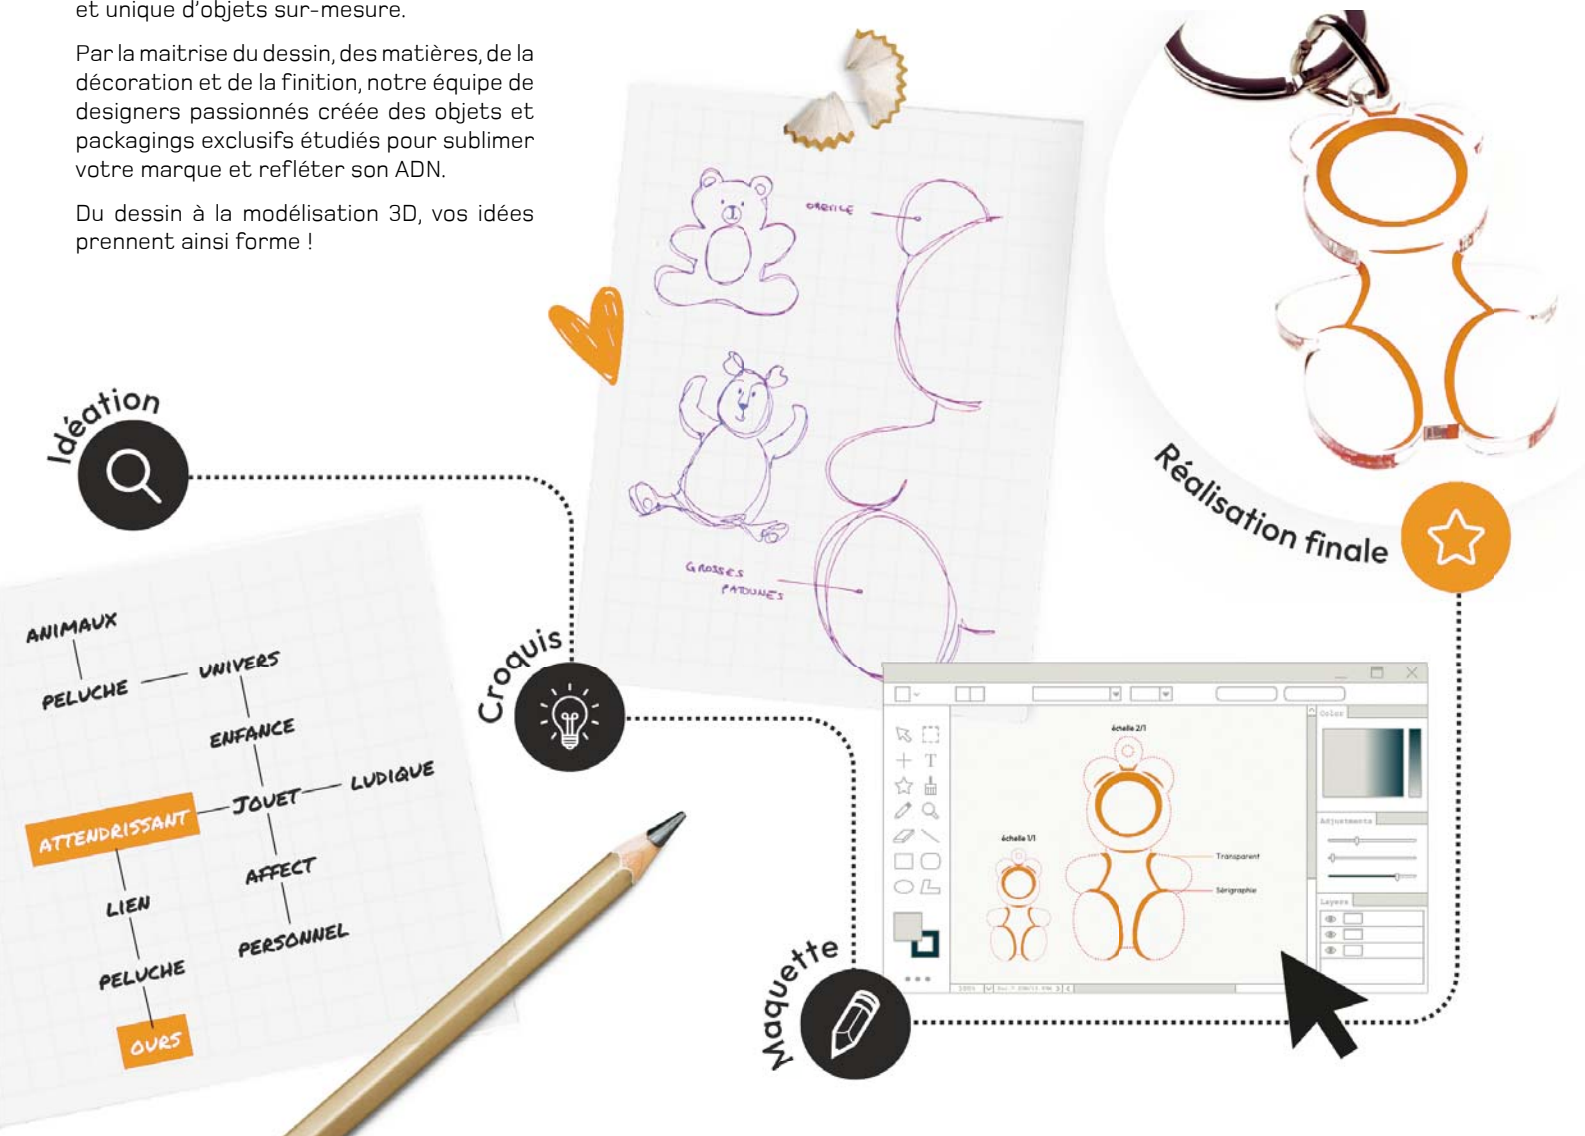 et unique d'objets sur-mesure.
Par la maitrise du dessin, des matières, de la
décoration et de la finition, notre équipe de
designers passionnés créée des objets et
packagings exclusifs étudiés pour sublimer
votre marque et refléter son ADN.
Du dessin à la modélisation 3D, vos idées
prennent ainsi forme !
Idéation
ANIMAUX
PELUCHE
UNIVERS
ENFANCE
JOUET
LUDIQUE
ATTENDRISSANT
AFFECT
LIEN
PERSONNEL
PELUCHE
OURS
Croquis
GROSSES
Maquette
échelle 2/1
échelle 1/1
Transparent
Sérigraphie
Color
Adjustments
Layers
T
100%
Réalisation finale